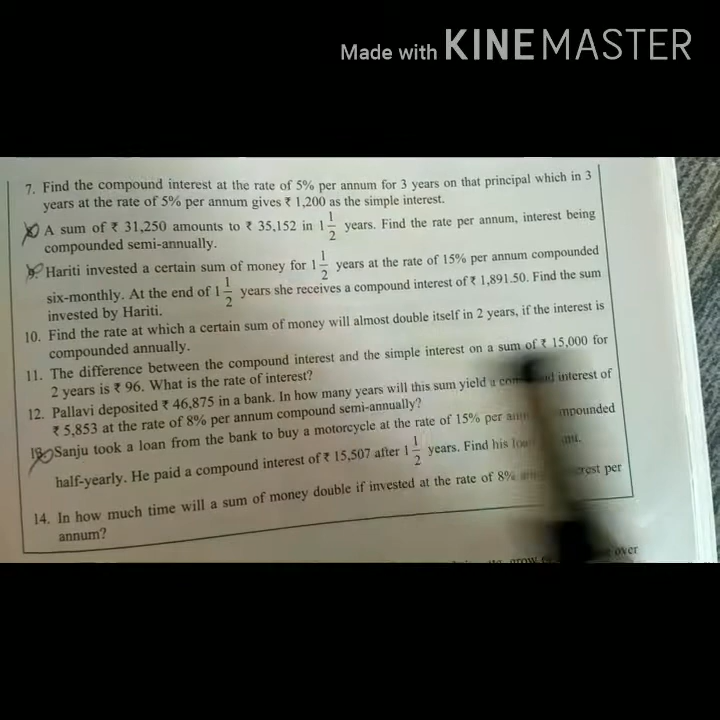 Made with KINEMASTER
7. Find the compound interest at the rate of 5% per annum for 3 years on that principal which in 3
years at the rate of 5% per annum gives ₹ 1,200 as the simple interest.
A sum of ₹ 31,250 amounts to ₹ 35,152 in 1 1/2 years. Find the rate per annum, interest being
compounded semi-annually.
9. Hariti invested a certain sum of money for 1 1/2 years at the rate of 15% per annum compounded
six-monthly. At the end of 1 1/2 years she receives a compound interest of ₹ 1,891.50. Find the sum
invested by Hariti.
10. Find the rate at which a certain sum of money will almost double itself in 2 years, if the interest is
compounded annually.
11. The difference between the compound interest and the simple interest on a sum of ₹ 15,000 for
2 years is ₹ 96. What is the rate of interest?
12. Pallavi deposited ₹ 46,875 in a bank. In how many years will this sum yield a interest of
₹ 5,853 at the rate of 8% per annum compound semi-annually?
13. Sanju took a loan from the bank to buy a motorcycle at the rate of 15% per
half-yearly. He paid a compound interest of ₹ 15,507 after 1 1/2 years. Find his
14. In how much time will a sum of money double if invested at the rate of 8% per
annum?
over